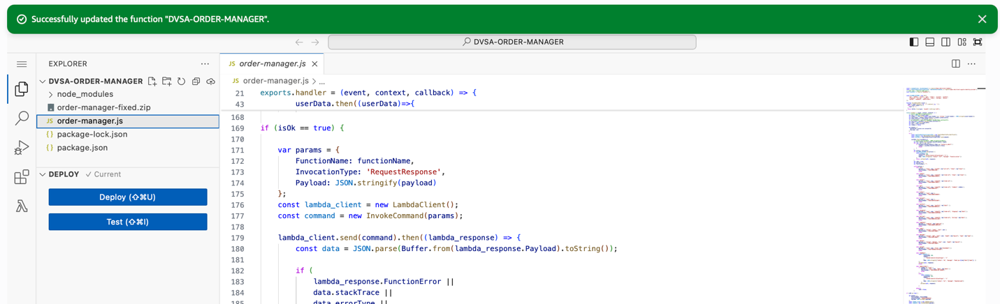 Successfully updated the function "DVSA-ORDER-MANAGER".
DVSA-ORDER-MANAGER
EXPLORER
DVSA-ORDER-MANAGER
node_modules
order-manager-fixed.zip
JS order-manager.js
{} package-lock.json
{} package.json
DEPLOY ✓ Current
Deploy (⇧⌘U)
Test (⇧⌘I)
JS order-manager.js
JS order-manager.js > ...
21 exports.handler = (event, context, callback) => {
43 userData.then((userData)=>{
168
169 if (isOk == true) {
170
171 var params = {
172 FunctionName: functionName,
173 InvocationType: 'RequestResponse',
174 Payload: JSON.stringify(payload)
175 };
176 const lambda_client = new LambdaClient();
177 const command = new InvokeCommand(params);
178
179 lambda_client.send(command).then((lambda_response) => {
180 const data = JSON.parse(Buffer.from(lambda_response.Payload).toString());
181
182 if (
183 lambda_response.FunctionError ||
184 data.stackTrace ||
185 data.errorType ||